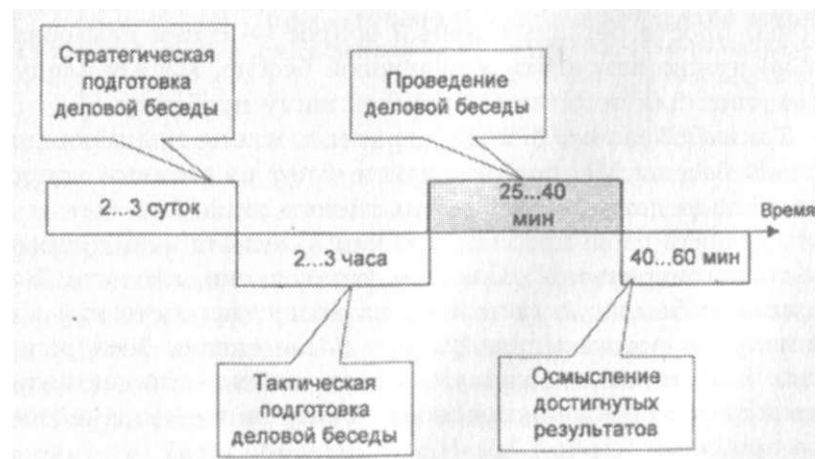 Стратегическая
подготовка
деловой беседы
Проведение
деловой беседы
2...3 суток
25...40
мин
Время
2...3 часа
40...60 мин
Тактическая
подготовка
деловой беседы
Осмысление
достигнутых
результатов